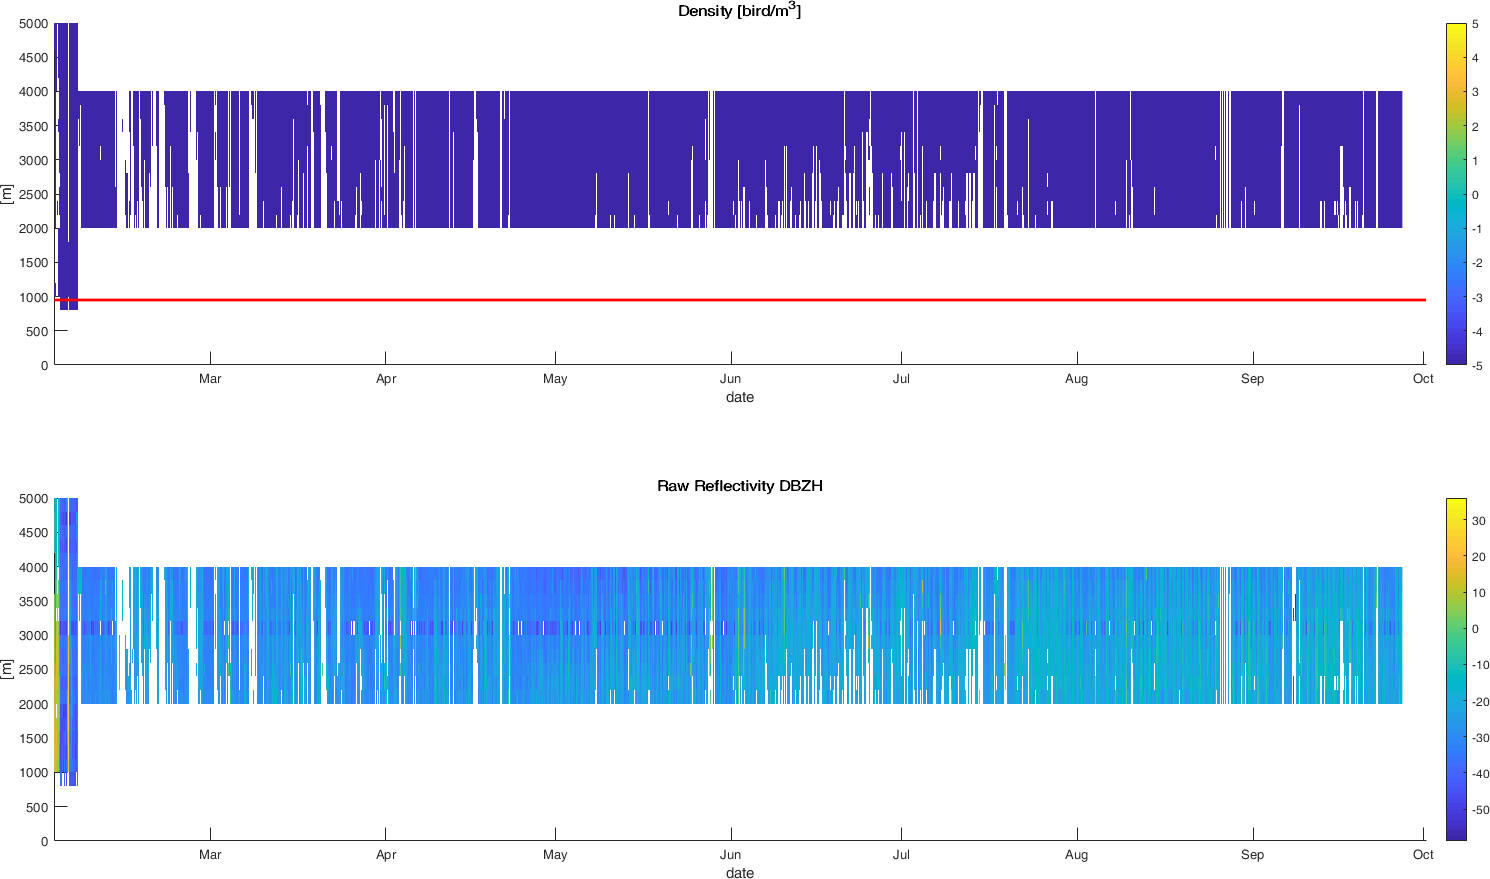 Density [bird/m3]
5000
4500
4000
3500
3000
2500
2000
1500
1000
500
0
[m]
Mar
Apr
May
Jun
Jul
Aug
Sep
Oct
date
5
4
3
2
1
0
-1
-2
-3
-4
-5
Raw Reflectivity DBZH
5000
4500
4000
3500
3000
2500
2000
1500
1000
500
0
[m]
Mar
Apr
May
Jun
Jul
Aug
Sep
Oct
date
30
20
10
0
-10
-20
-30
-40
-50